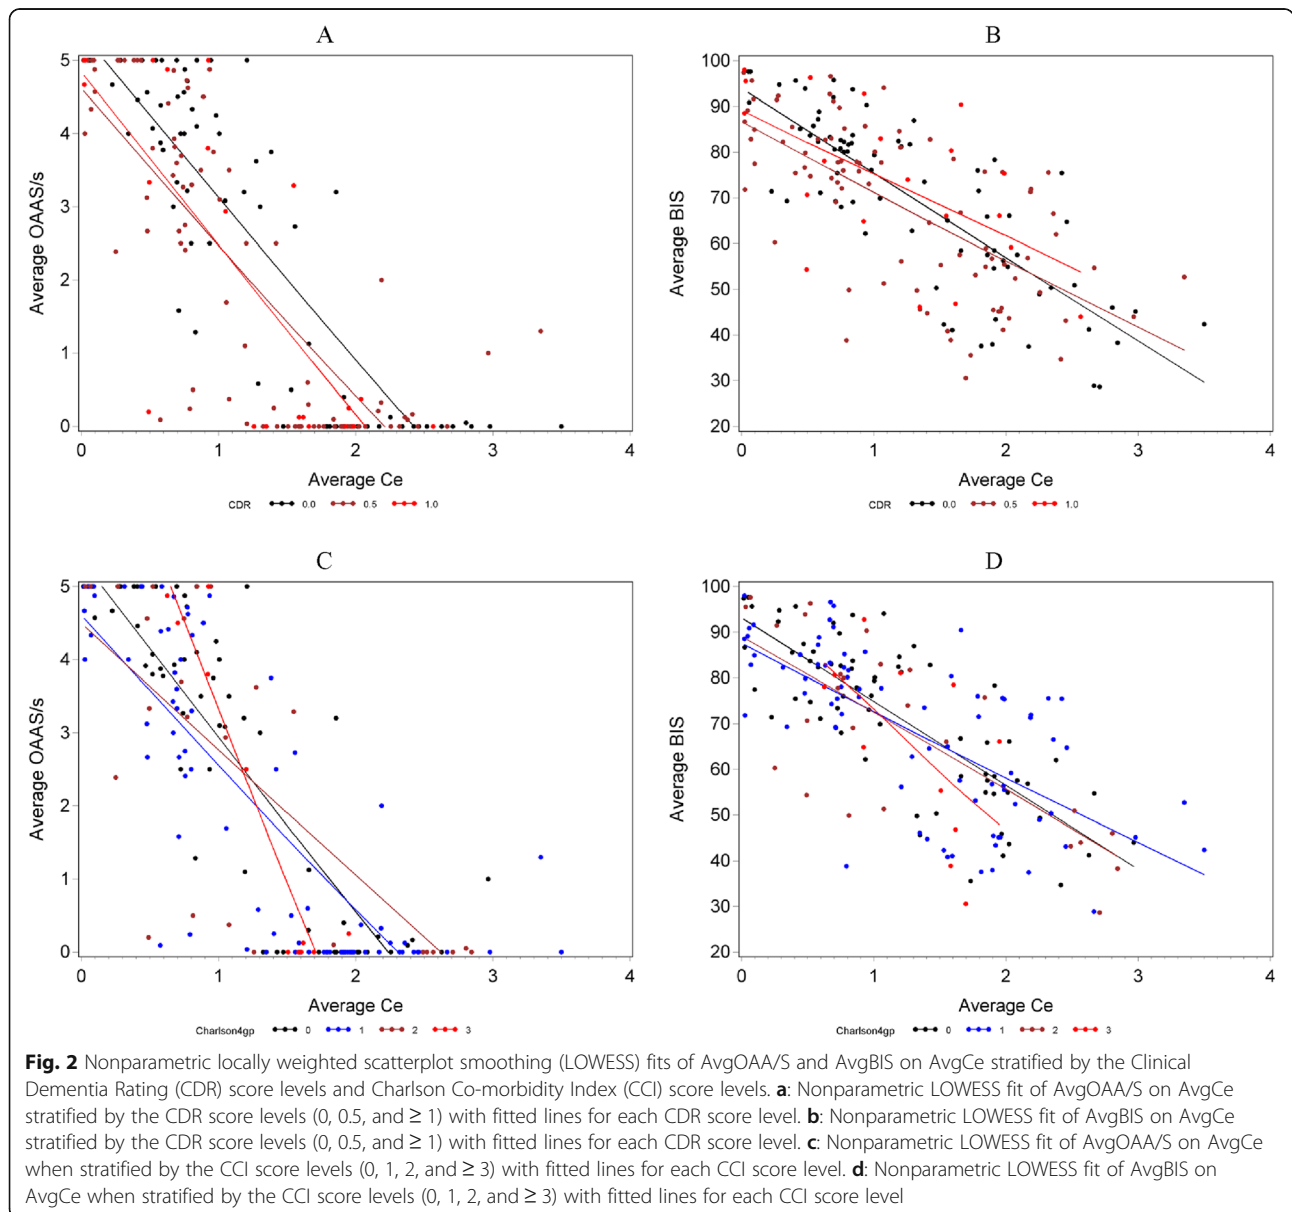 A
5
4
3
2
1
0
Average OAAS/s
0 1 2 3 4
Average Ce
CDR 0.0 0.5 1.0
B
100
90
80
70
60
50
40
30
20
Average BIS
0 1 2 3 4
Average Ce
CDR 0.0 0.5 1.0
C
5
4
3
2
1
0
Average OAAS/s
0 1 2 3 4
Average Ce
Charlson4gp 0 1 2 3
D
100
90
80
70
60
50
40
30
20
Average BIS
0 1 2 3 4
Average Ce
Charlson4gp 0 1 2 3
Fig. 2 Nonparametric locally weighted scatterplot smoothing (LOWESS) fits of AvgOAA/S and AvgBIS on AvgCe stratified by the Clinical
Dementia Rating (CDR) score levels and Charlson Co-morbidity Index (CCI) score levels. a: Nonparametric LOWESS fit of AvgOAA/S on AvgCe
stratified by the CDR score levels (0, 0.5, and ≥ 1) with fitted lines for each CDR score level. b: Nonparametric LOWESS fit of AvgBIS on AvgCe
stratified by the CDR score levels (0, 0.5, and ≥ 1) with fitted lines for each CDR score level. c: Nonparametric LOWESS fit of AvgOAA/S on AvgCe
when stratified by the CCI score levels (0, 1, 2, and ≥ 3) with fitted lines for each CCI score level. d: Nonparametric LOWESS fit of AvgBIS on
AvgCe when stratified by the CCI score levels (0, 1, 2, and ≥ 3) with fitted lines for each CCI score level